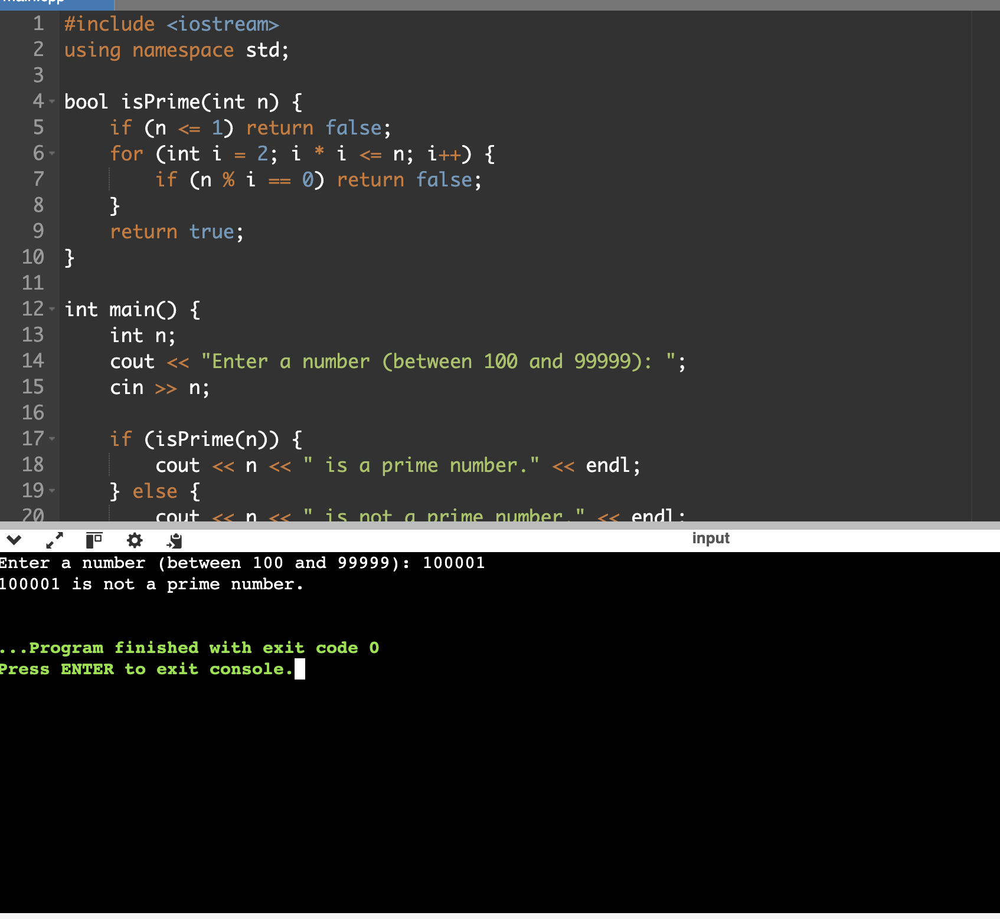 1 #include <iostream>
2 using namespace std;
3
4 bool isPrime(int n) {
5     if (n <= 1) return false;
6     for (int i = 2; i * i <= n; i++) {
7         if (n % i == 0) return false;
8     }
9     return true;
10 }
11
12 int main() {
13     int n;
14     cout << "Enter a number (between 100 and 99999): ";
15     cin >> n;
16
17     if (isPrime(n)) {
18         cout << n << " is a prime number." << endl;
19     } else {
20         cout << n << " is not a prime number." << endl;
input
Enter a number (between 100 and 99999): 100001
100001 is not a prime number.
...Program finished with exit code 0
Press ENTER to exit console.